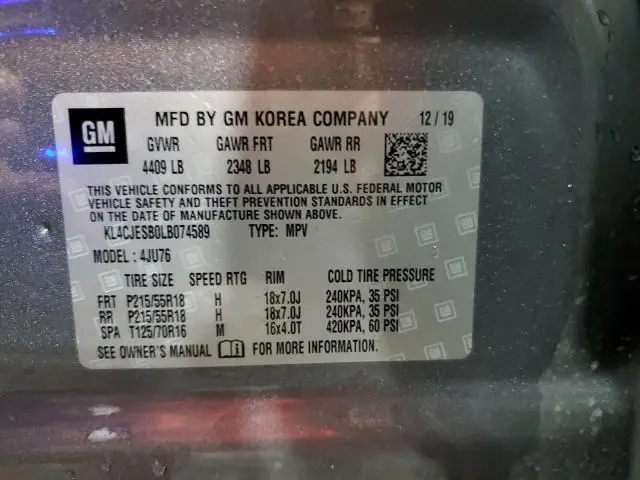 GM
MFD BY GM KOREA COMPANY 12/19
GVWR GAWR FRT GAWR RR
4409 LB 2348 LB 2194 LB
THIS VEHICLE CONFORMS TO ALL APPLICABLE U.S. FEDERAL MOTOR
VEHICLE SAFETY AND THEFT PREVENTION STANDARDS IN EFFECT
ON THE DATE OF MANUFACTURE SHOWN ABOVE.
KL4CJESB0LB074589 TYPE: MPV
MODEL: 4JU76
TIRE SIZE SPEED RTG RIM COLD TIRE PRESSURE
FRT P215/55R18 H 18x7.0J 240KPA, 35 PSI
RR P215/55R18 H 18x7.0J 240KPA, 35 PSI
SPA T125/70R16 M 16x4.0T 420KPA, 60 PSI
SEE OWNER'S MANUAL FOR MORE INFORMATION.